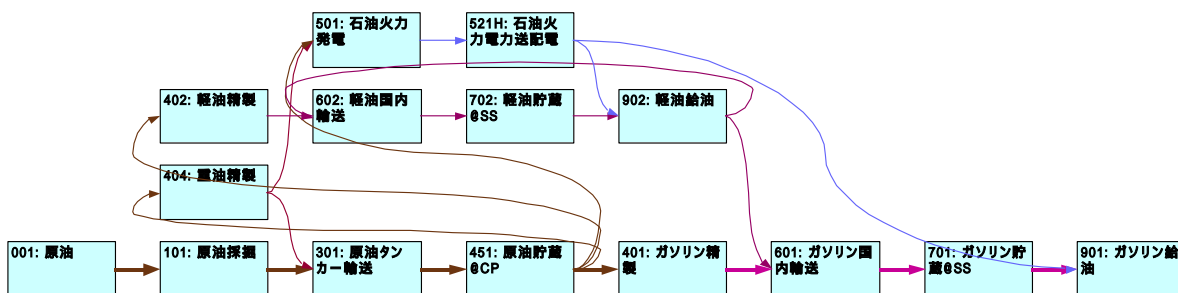 501: 石油火力
発電
521H: 石油火
力電力送配電
402: 軽油精製
602: 軽油国内
輸送
702: 軽油貯蔵
@SS
902: 軽油給油
404: 重油精製
001: 原油
101: 原油採掘
301: 原油タン
カー輸送
451: 原油貯蔵
@CP
401: ガソリン精
製
601: ガソリン国
内輸送
701: ガソリン貯
蔵@SS
901: ガソリン給
油